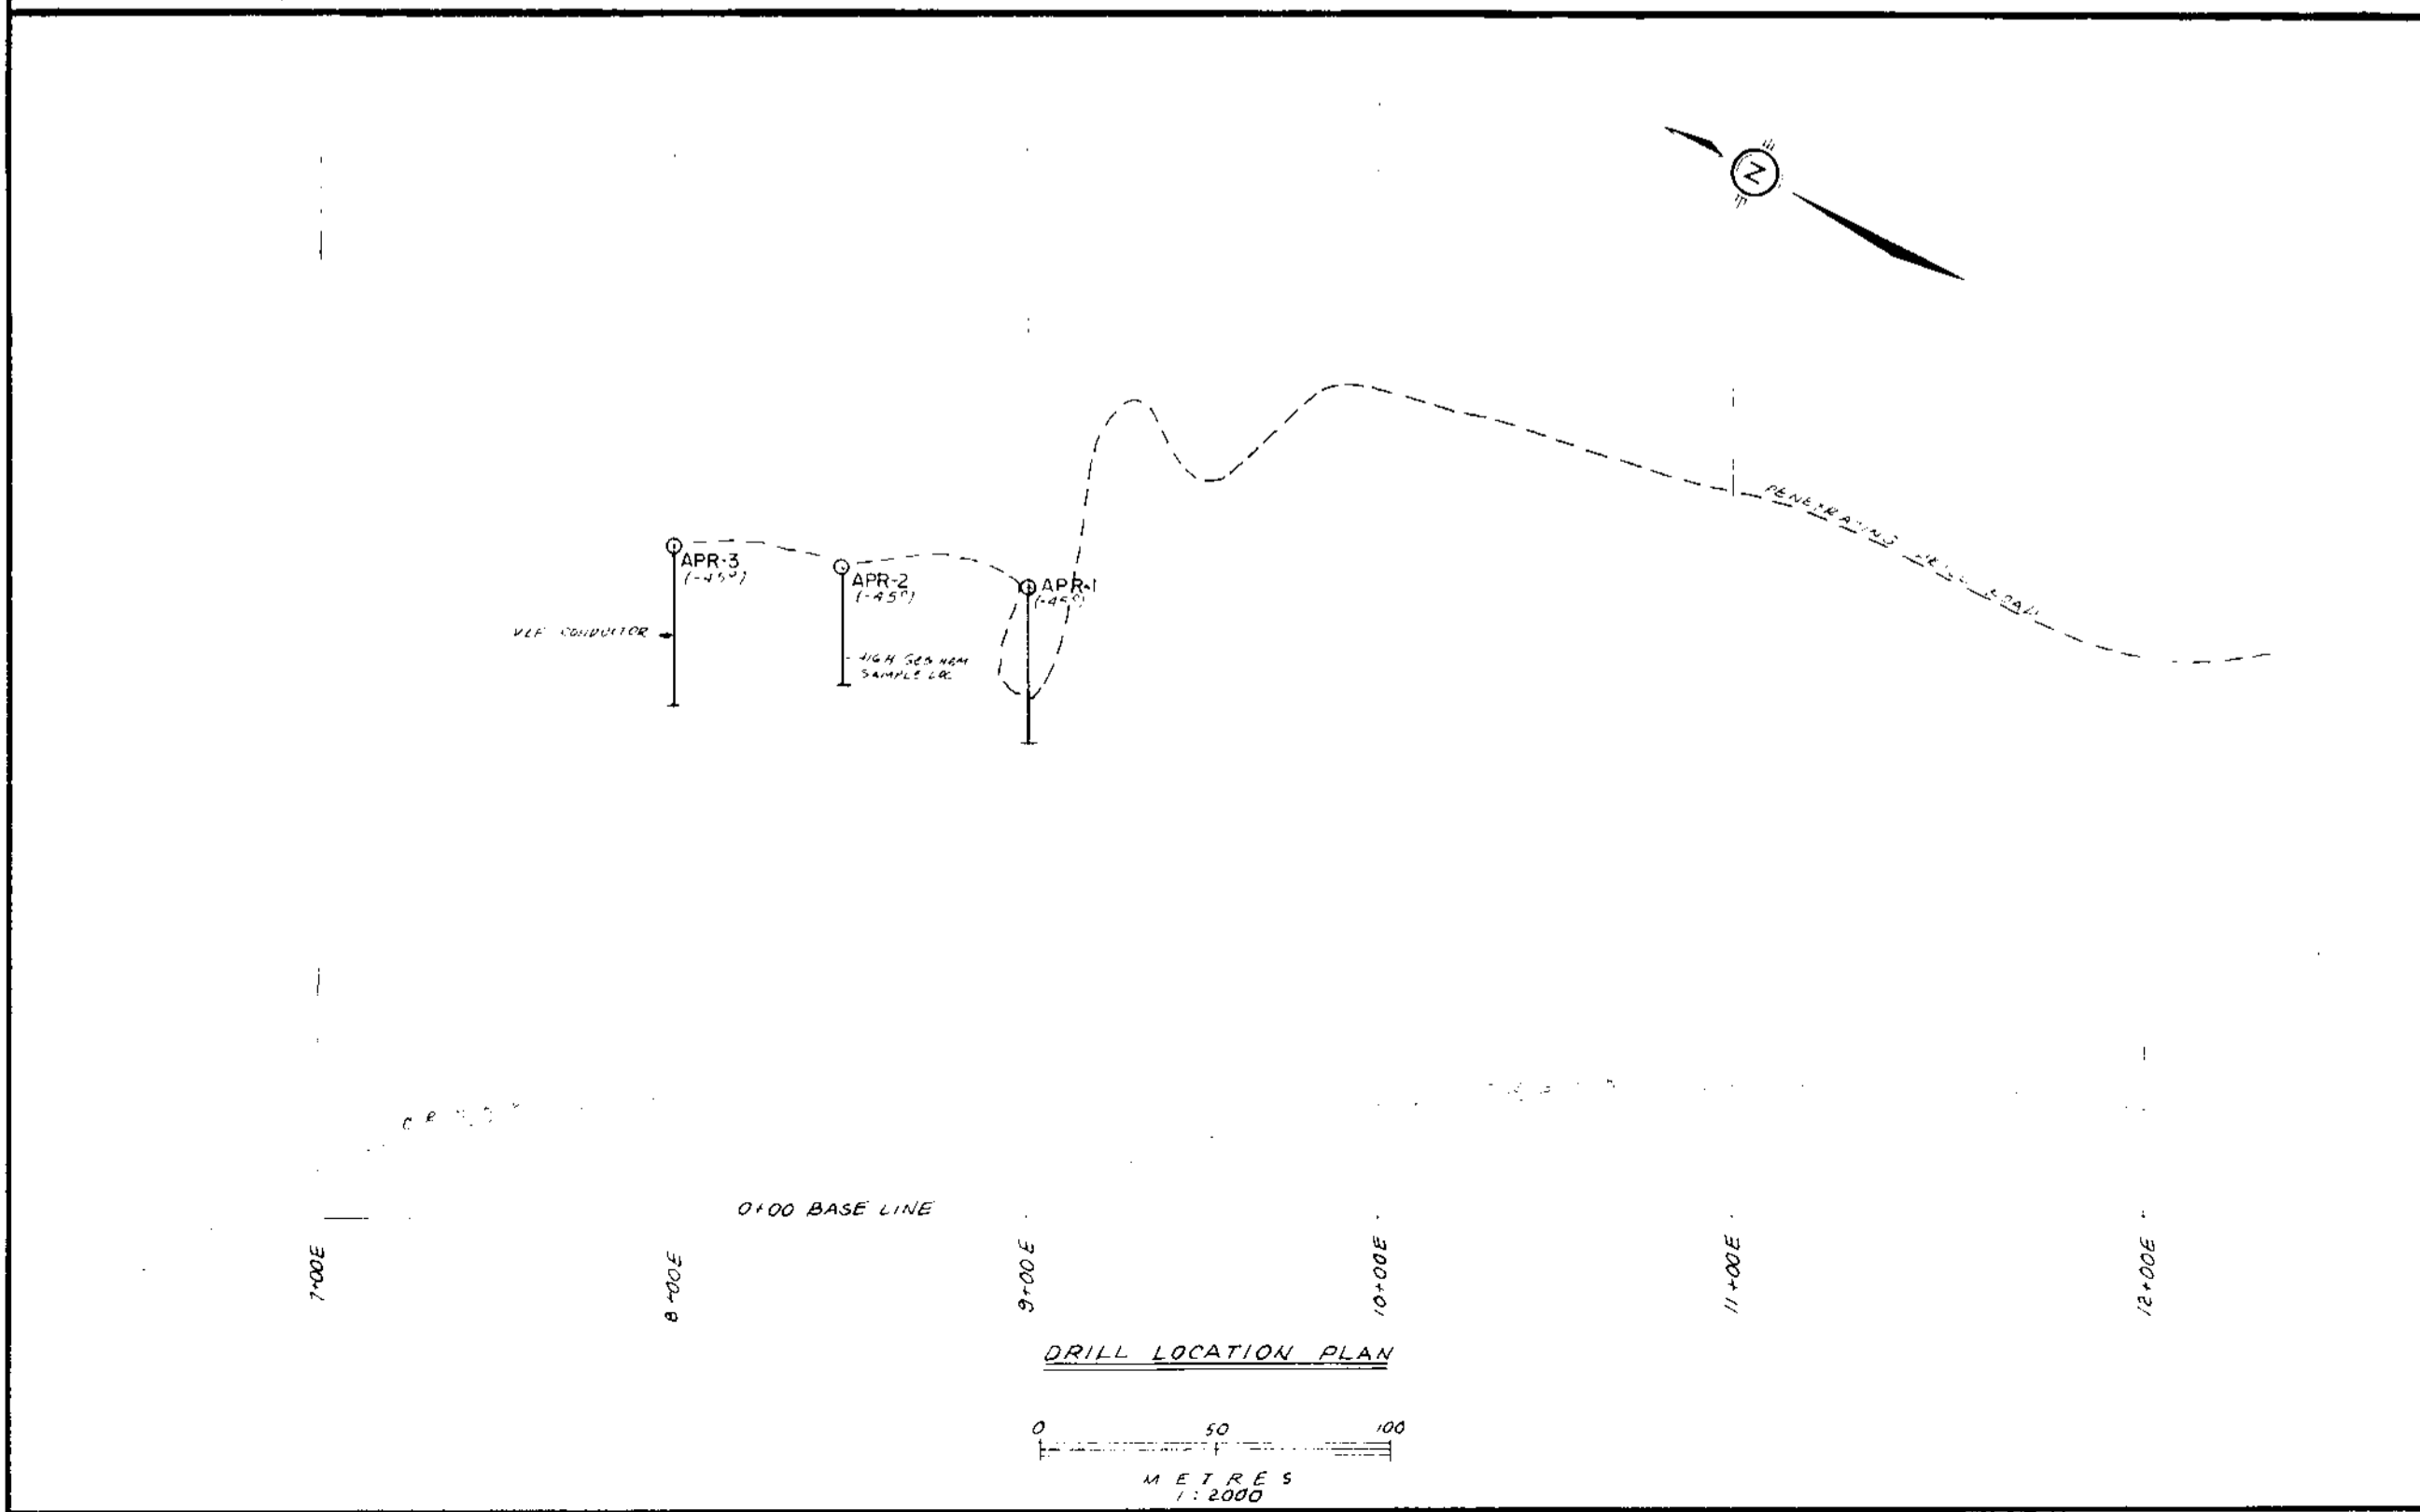 N
APR-3
(-45°)
APR-2
(-45°)
APR-1
(-45°)
VLF CONDUCTOR
HIGH
SAMPLE LOC
PENETRATING
ROAD
0+00 BASE LINE
7+00E
8+00E
9+00E
10+00E
11+00E
12+00E
DRILL LOCATION PLAN
0 50 100
METRES
1:2000